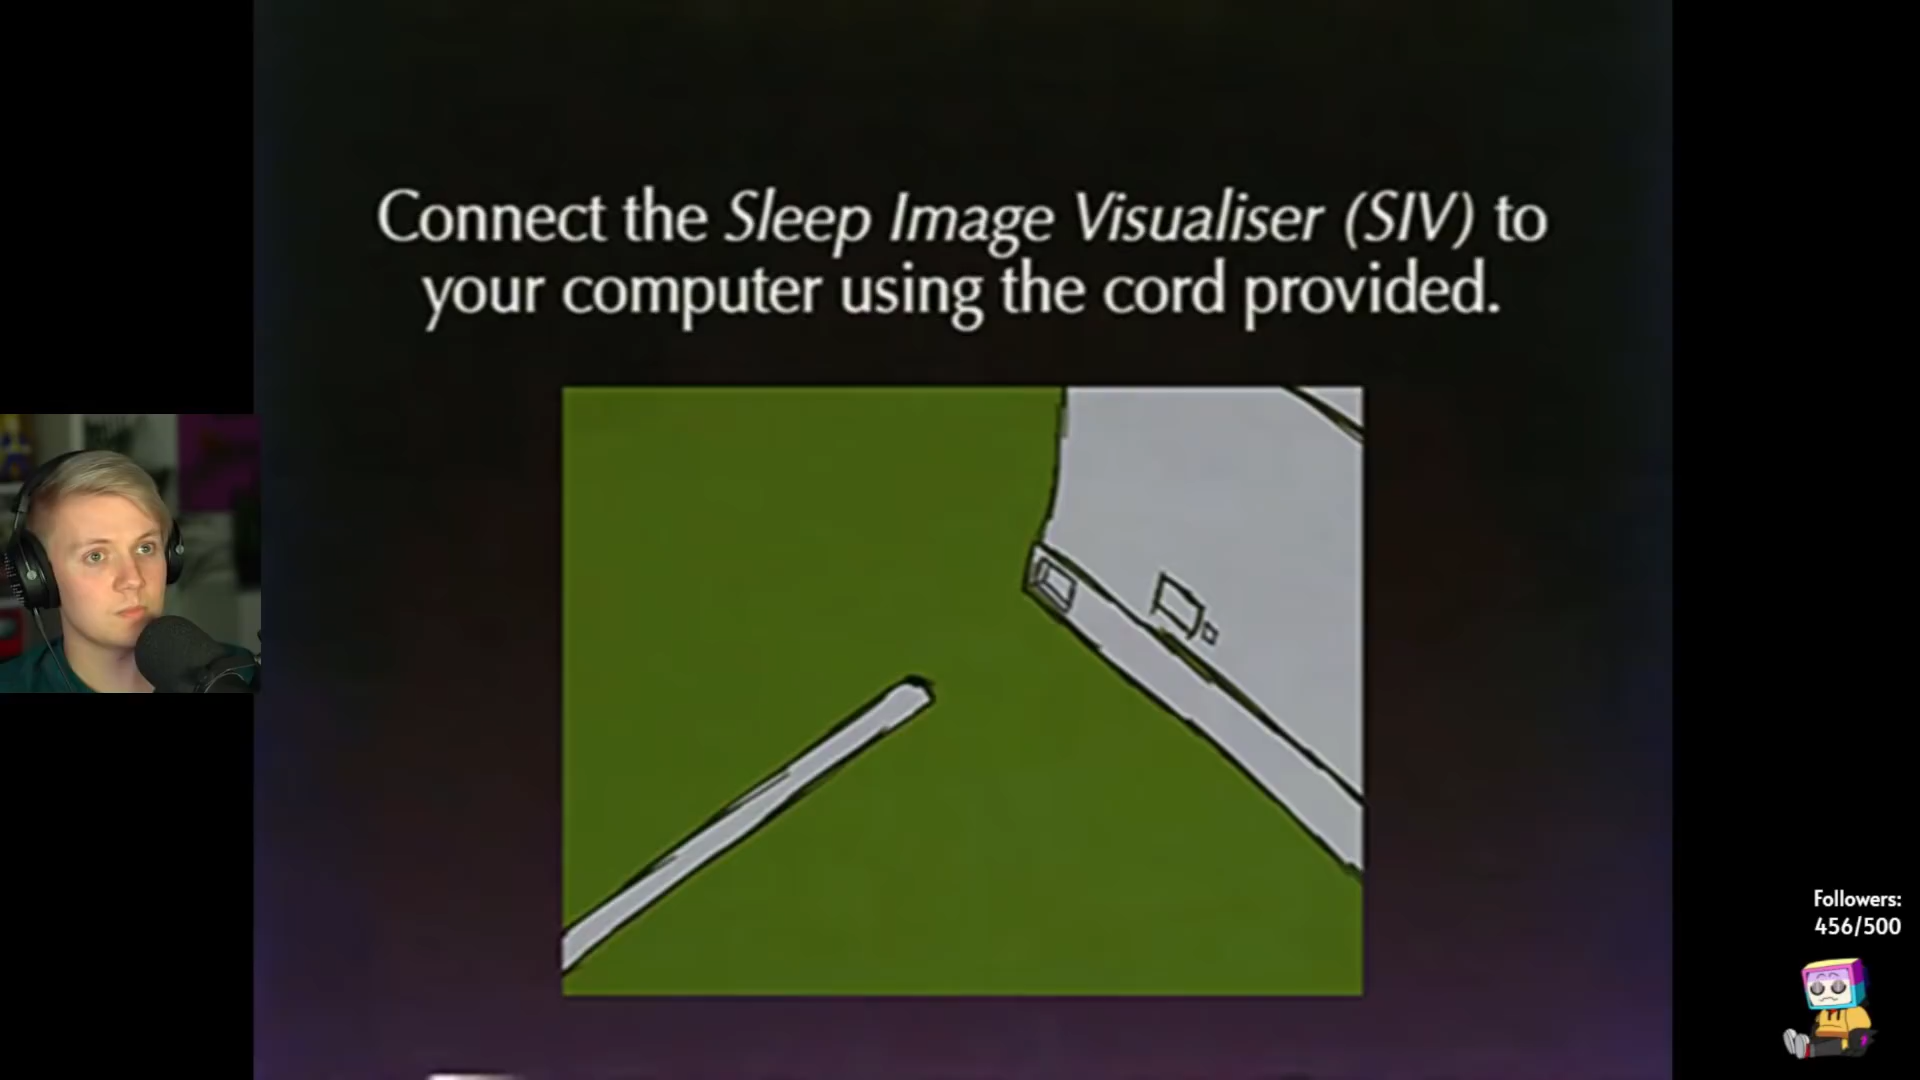 Connect the Sleep Image Visualiser (SIV) to
your computer using the cord provided.
Followers:
456/500